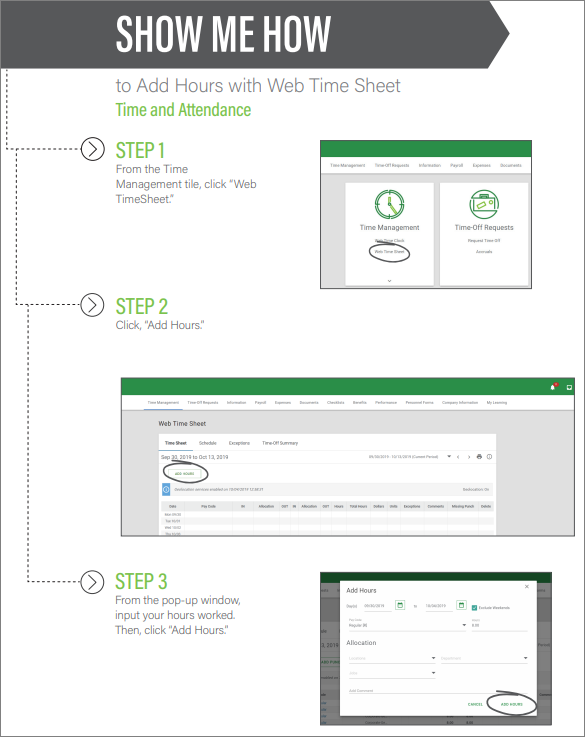 SHOW ME HOW
to Add Hours with Web Time Sheet
Time and Attendance
STEP 1
From the Time
Management tile, click “Web
TimeSheet.”
Time Management Time-Off Requests Information Payroll Expenses Documents
Time Management Time-Off Requests
Web Time Clock Request Time Off
Web Time Sheet Accruals
STEP 2
Click, “Add Hours.”
Time Management Time-Off Requests Information Payroll Expenses Documents Checklists Benefits Performance Personnel Forms Company Information My Learning
Web Time Sheet
Time Sheet Schedule Exceptions Time-Off Summary
Sep 30, 2019 to Oct 13, 2019 09/30/2019 - 10/13/2019 (Current Period)
ADD HOURS
Geolocation services enabled on Geolocation: On
Date Pay Code IN Allocation OUT IN Allocation OUT Hours Total Hours Dollars Units Exceptions Comments Missing Punch Delete
Mon 09/30
Tue 10/01
Wed 10/02
Thu 10/03
STEP 3
From the pop-up window,
input your hours worked.
Then, click “Add Hours.”
Add Hours
Day(s) 09/30/2019 to 10/04/2019 Exclude Weekends
Pay Code Hours
Regular 8.00
Allocation
Add Comment
CANCEL ADD HOURS